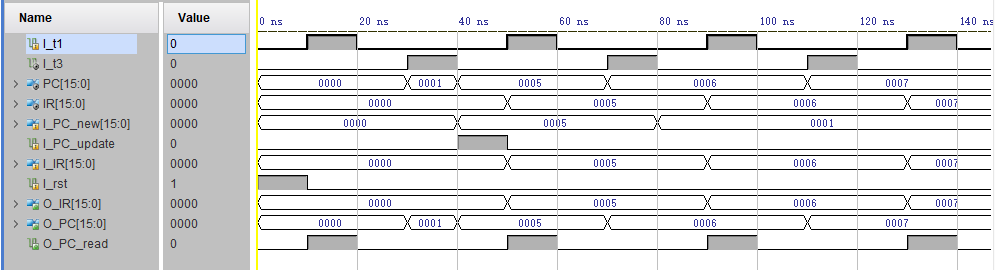 Name Value 0 ns 20 ns 40 ns 60 ns 80 ns 100 ns 120 ns 140 ns
I_t1 0
I_t3 0
PC[15:0] 0000 0000 0001 0005 0006 0007
IR[15:0] 0000 0000 0005 0006 0007
I_PC_new[15:0] 0000 0000 0005 0001
I_PC_update 0
I_IR[15:0] 0000 0000 0005 0006 0007
I_rst 1
O_IR[15:0] 0000 0000 0005 0006 0007
O_PC[15:0] 0000 0000 0001 0005 0006 0007
O_PC_read 0